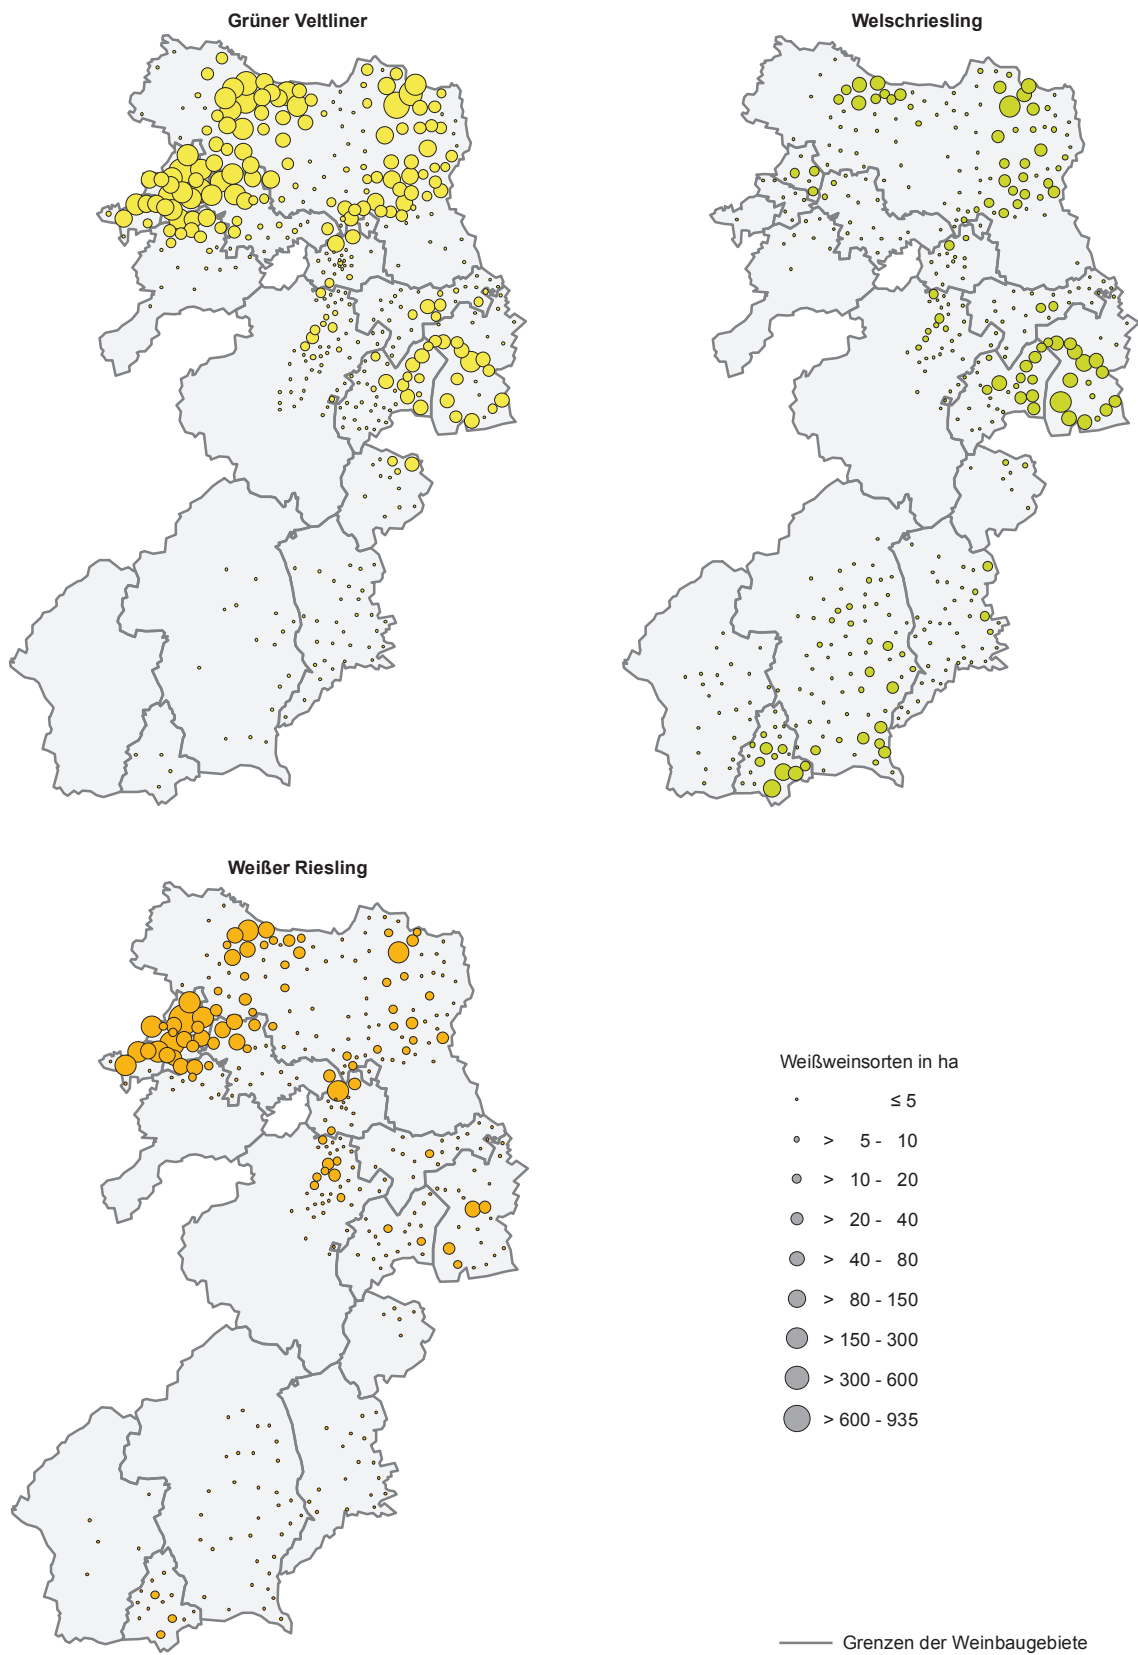 Grüner Veltliner
Welschriesling
Weißer Riesling
Weißweinsorten in ha
≤ 5
> 5 - 10
> 10 - 20
> 20 - 40
> 40 - 80
> 80 - 150
> 150 - 300
> 300 - 600
> 600 - 935
Grenzen der Weinbaugebiete